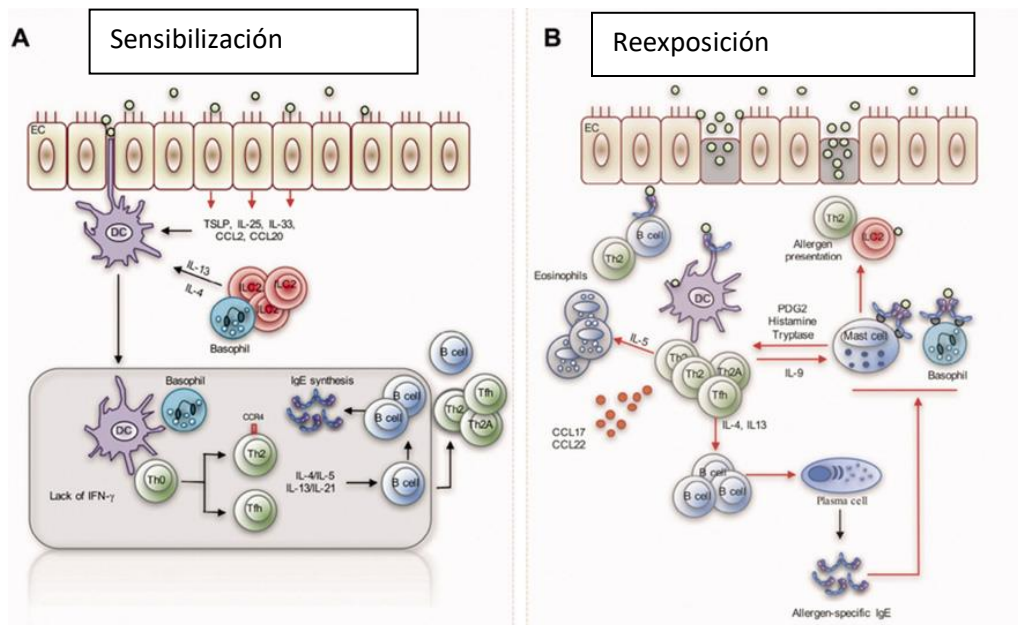 A
Sensibilización
EC
DC
TSLP, IL-25, IL-33,
CCL2, CCL20
IL-13
IL-4
ILC2
ILC2
ILC2
Basophil
B cell
Basophil
IgE synthesis
B cell
B cell
Tfh
Th2
Th2A
DC
CCR4
Th2
Th0
Lack of IFN-γ
IL-4/IL-5
IL-13/IL-21
B cell
Tfh
B
Reexposición
EC
B cell
Th2
Th2
ILC2
Allergen
presentation
Eosinophils
DC
PDG2
Histamine
Tryptase
Mast cell
IL-5
IL-9
Basophil
Th2
Th2
Th2A
Tfh
CCL17
CCL22
IL-4, IL13
B cell
B cell
B cell
Plasma cell
Allergen-specific IgE